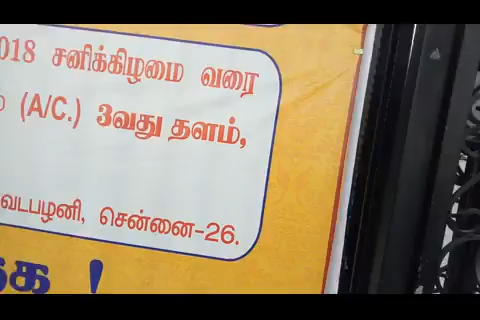 2018 சனிக்கிழமை வரை
(A/C.) 3வது தளம்,
வடபழனி, சென்னை-26.
!